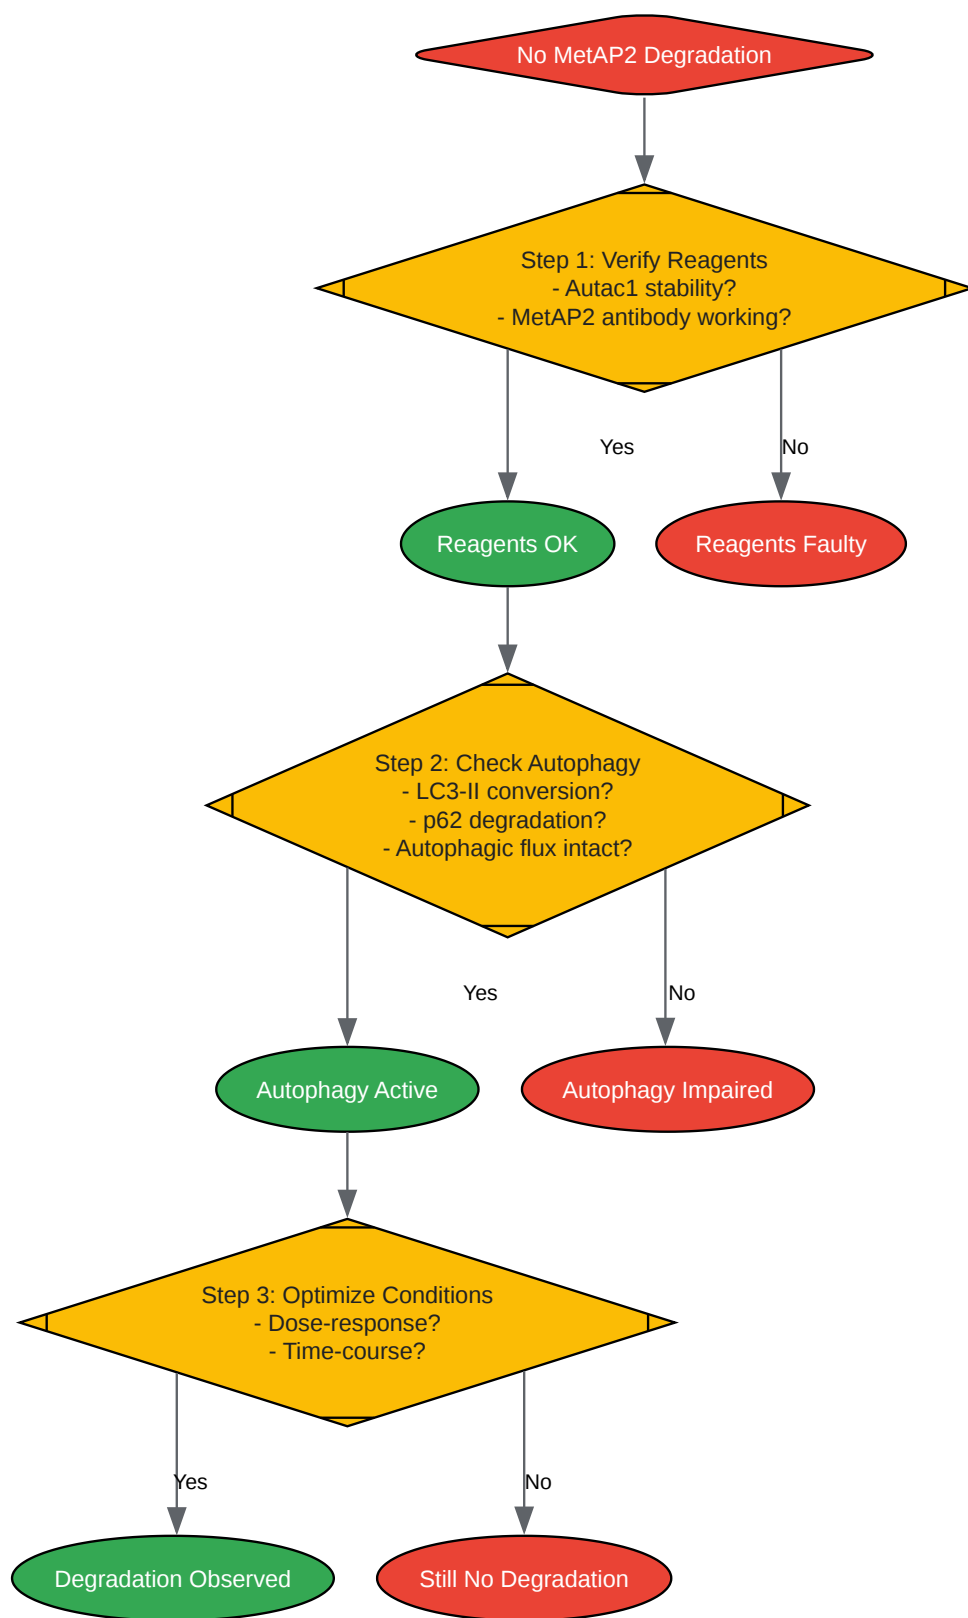 No MetAP2 Degradation
Step 1: Verify Reagents
- Autac1 stability?
- MetAP2 antibody working?
Yes
No
Reagents OK
Reagents Faulty
Step 2: Check Autophagy
- LC3-II conversion?
- p62 degradation?
- Autophagic flux intact?
Yes
No
Autophagy Active
Autophagy Impaired
Step 3: Optimize Conditions
- Dose-response?
- Time-course?
Yes
No
Degradation Observed
Still No Degradation